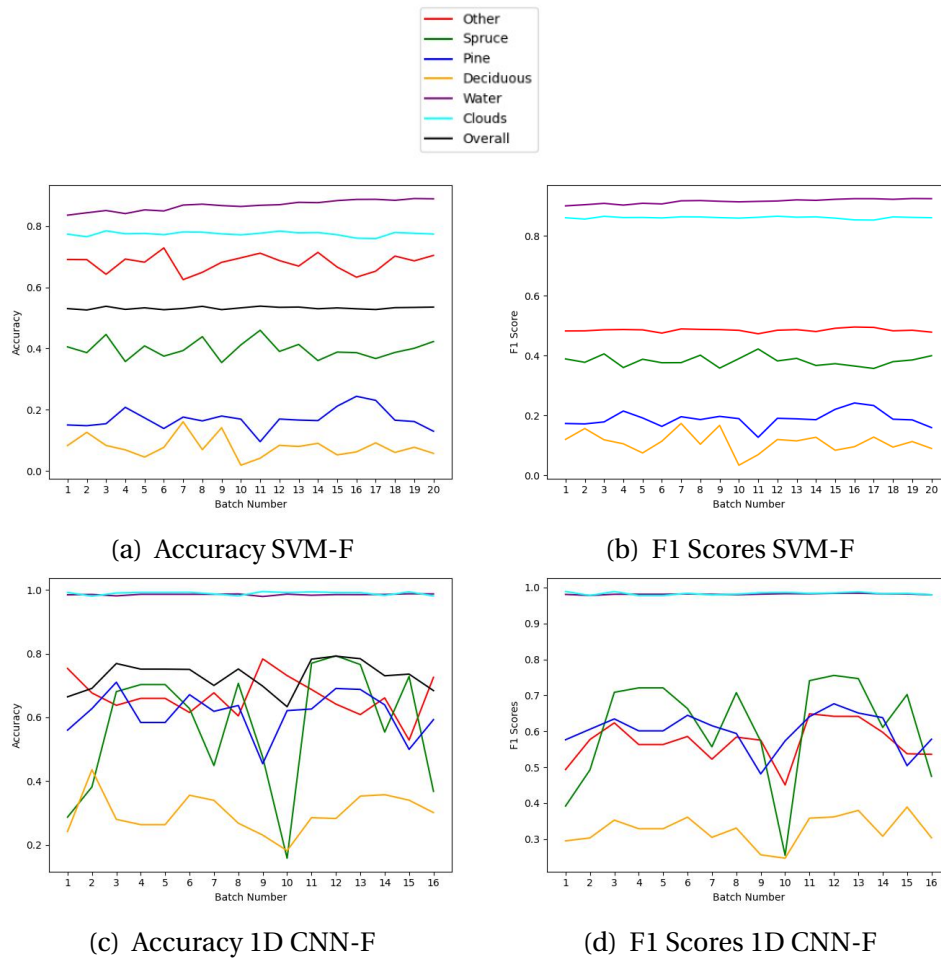 Other
Spruce
Pine
Deciduous
Water
Clouds
Overall
0.8
0.6
0.4
0.2
0.0
Accuracy
1 2 3 4 5 6 7 8 9 10 11 12 13 14 15 16 17 18 19 20
Batch Number
(a) Accuracy SVM-F
0.8
0.6
0.4
0.2
0.0
F1 Score
1 2 3 4 5 6 7 8 9 10 11 12 13 14 15 16 17 18 19 20
Batch Number
(b) F1 Scores SVM-F
1.0
0.8
0.6
0.4
0.2
Accuracy
1 2 3 4 5 6 7 8 9 10 11 12 13 14 15 16
Batch Number
(c) Accuracy 1D CNN-F
1.0
0.9
0.8
0.7
0.6
0.5
0.4
0.3
F1 Scores
1 2 3 4 5 6 7 8 9 10 11 12 13 14 15 16
Batch Number
(d) F1 Scores 1D CNN-F